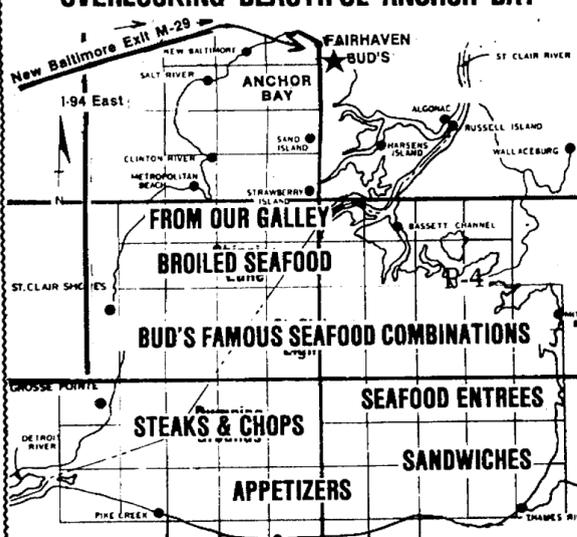 OVERLOOKING BEAUTIFUL ANCHOR BAY
New Baltimore Exit M-29
NEW BALTIMORE
FAIRHAVEN
BUD'S
ST CLAIR RIVER
SALT RIVER
ANCHOR
BAY
I-94 East
ALGONAC
RUSSELL ISLAND
SAND
ISLAND
HARSENS
ISLAND
WALLACEBURG
CLINTON RIVER
METROPOLITAN
BEACH
STRAWBERRY
ISLAND
N
FROM OUR GALLEY
BASSETT CHANNEL
BROILED SEAFOOD
ST. CLAIR SHORES
BUD'S FAMOUS SEAFOOD COMBINATIONS
GROSSE POINTE
SEAFOOD ENTREES
STEAKS & CHOPS
DETROIT
RIVER
SANDWICHES
APPETIZERS
PIKE CREEK
THAMES RI